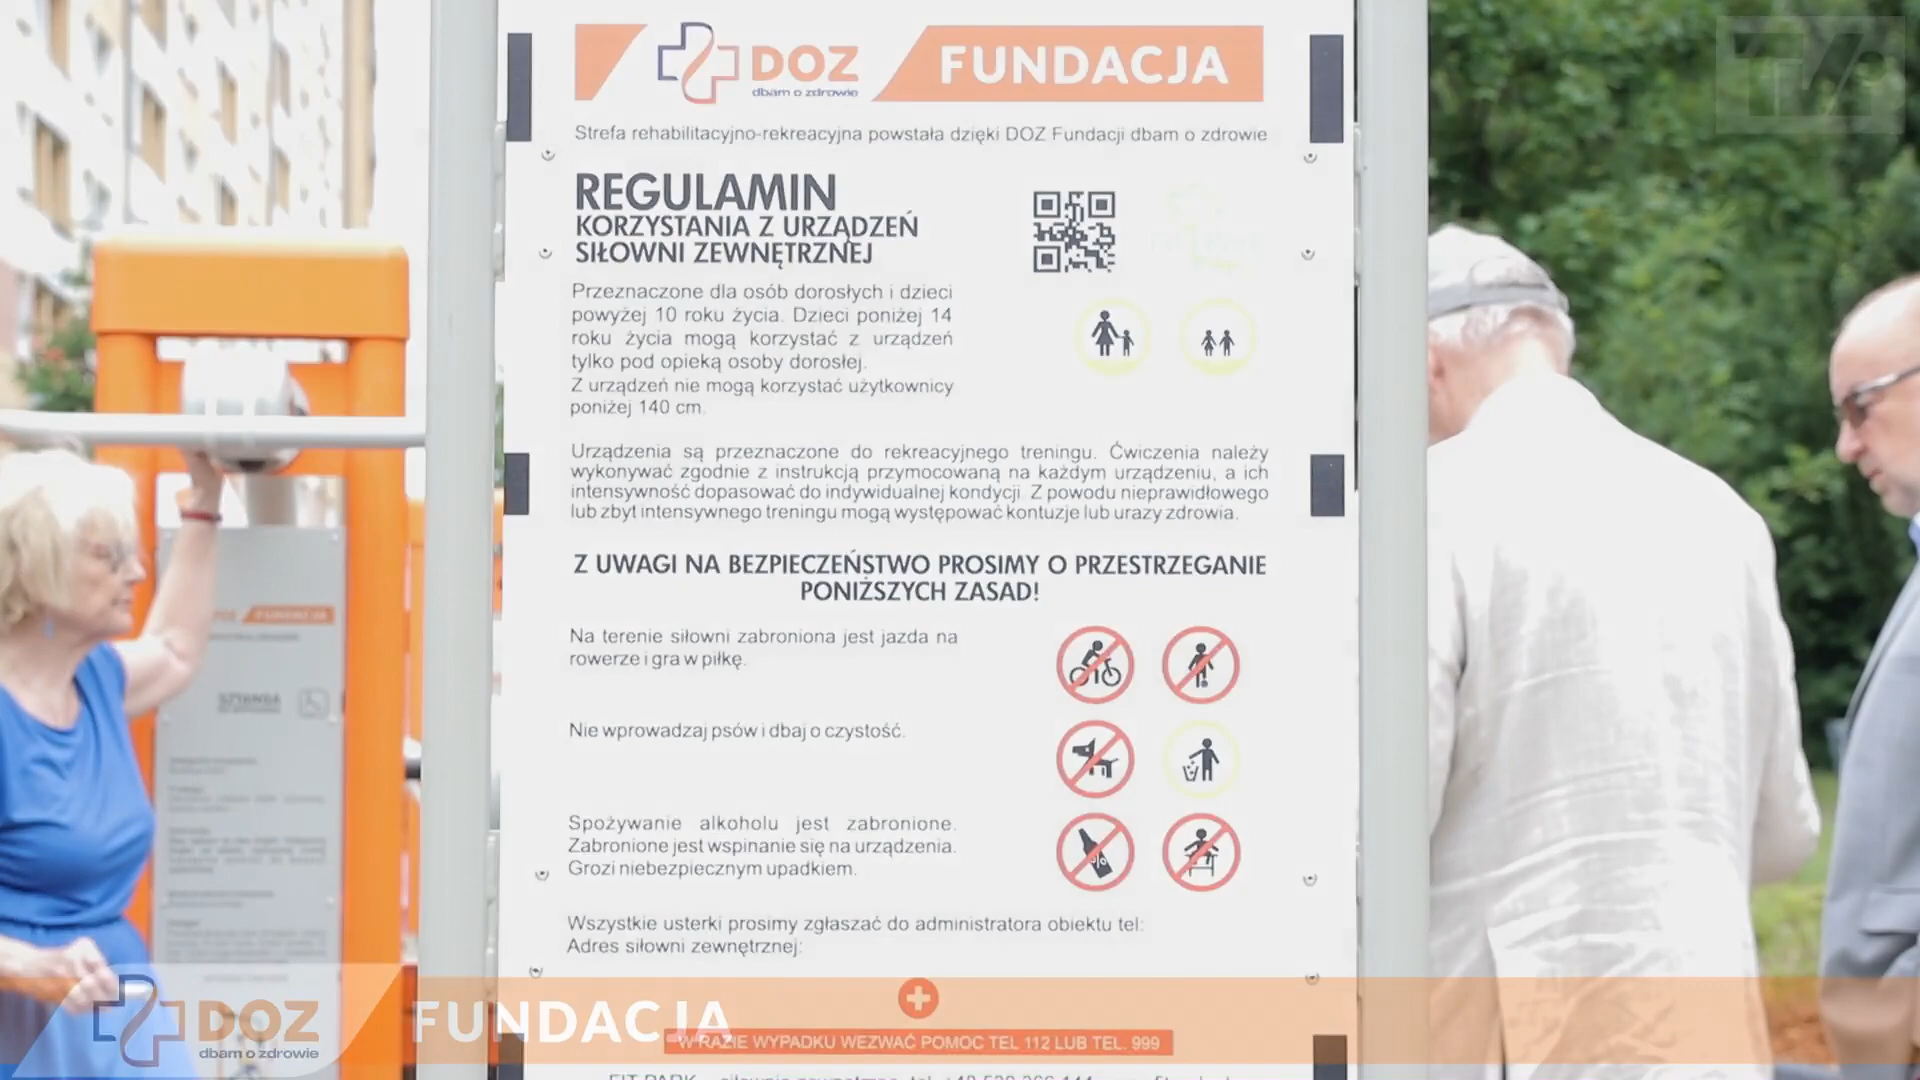 DOZ FUNDACJA
dbam o zdrowie
Strefa rehabilitacyjno-rekreacyjna powstała dzięki DOZ Fundacji dbam o zdrowie
REGULAMIN
KORZYSTANIA Z URZĄDZEŃ
SIŁOWNI ZEWNĘTRZNEJ
Przeznaczone dla osób dorosłych i dzieci
powyżej 10 roku życia. Dzieci poniżej 14
roku życia mogą korzystać z urządzeń
tylko pod opieką osoby dorosłej.
Z urządzeń nie mogą korzystać użytkownicy
poniżej 140 cm.
Urządzenia są przeznaczone do rekreacyjnego treningu. Ćwiczenia należy
wykonywać zgodnie z instrukcją przymocowaną na każdym urządzeniu, a ich
intensywność dopasować do indywidualnej kondycji. Z powodu nieprawidłowego
lub zbyt intensywnego treningu mogą występować kontuzje lub urazy zdrowia.
Z UWAGI NA BEZPIECZEŃSTWO PROSIMY O PRZESTRZEGANIE
PONIŻSZYCH ZASAD!
Na terenie siłowni zabroniona jest jazda na
rowerze i gra w piłkę.
Nie wprowadzaj psów i dbaj o czystość.
Spożywanie alkoholu jest zabronione.
Zabronione jest wspinanie się na urządzenia.
Grozi niebezpiecznym upadkiem.
Wszystkie usterki prosimy zgłaszać do administratora obiektu tel:
Adres siłowni zewnętrznej:
W RAZIE WYPADKU WEZWAĆ POMOC TEL 112 LUB TEL. 999
DOZ FUNDACJA
dbam o zdrowie
FUNDACJA
SZTANGA